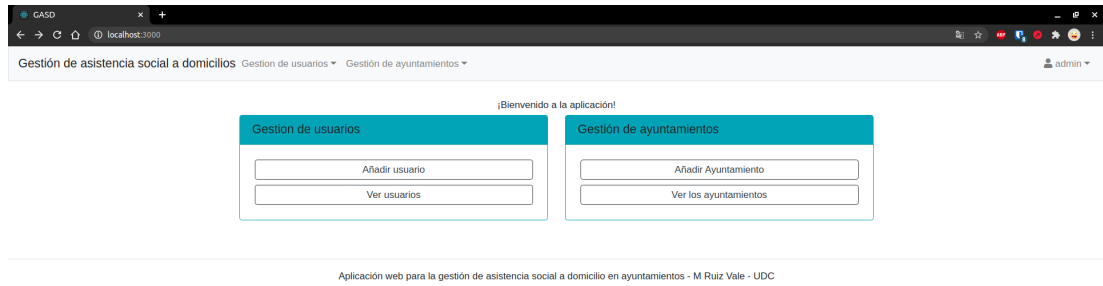 GASD
localhost:3000
Gestión de asistencia social a domicilios Gestion de usuarios Gestión de ayuntamientos admin
¡Bienvenido a la aplicación!
Gestion de usuarios
Añadir usuario
Ver usuarios
Gestión de ayuntamientos
Añadir Ayuntamiento
Ver los ayuntamientos
Aplicación web para la gestión de asistencia social a domicilio en ayuntamientos - M Ruiz Vale - UDC